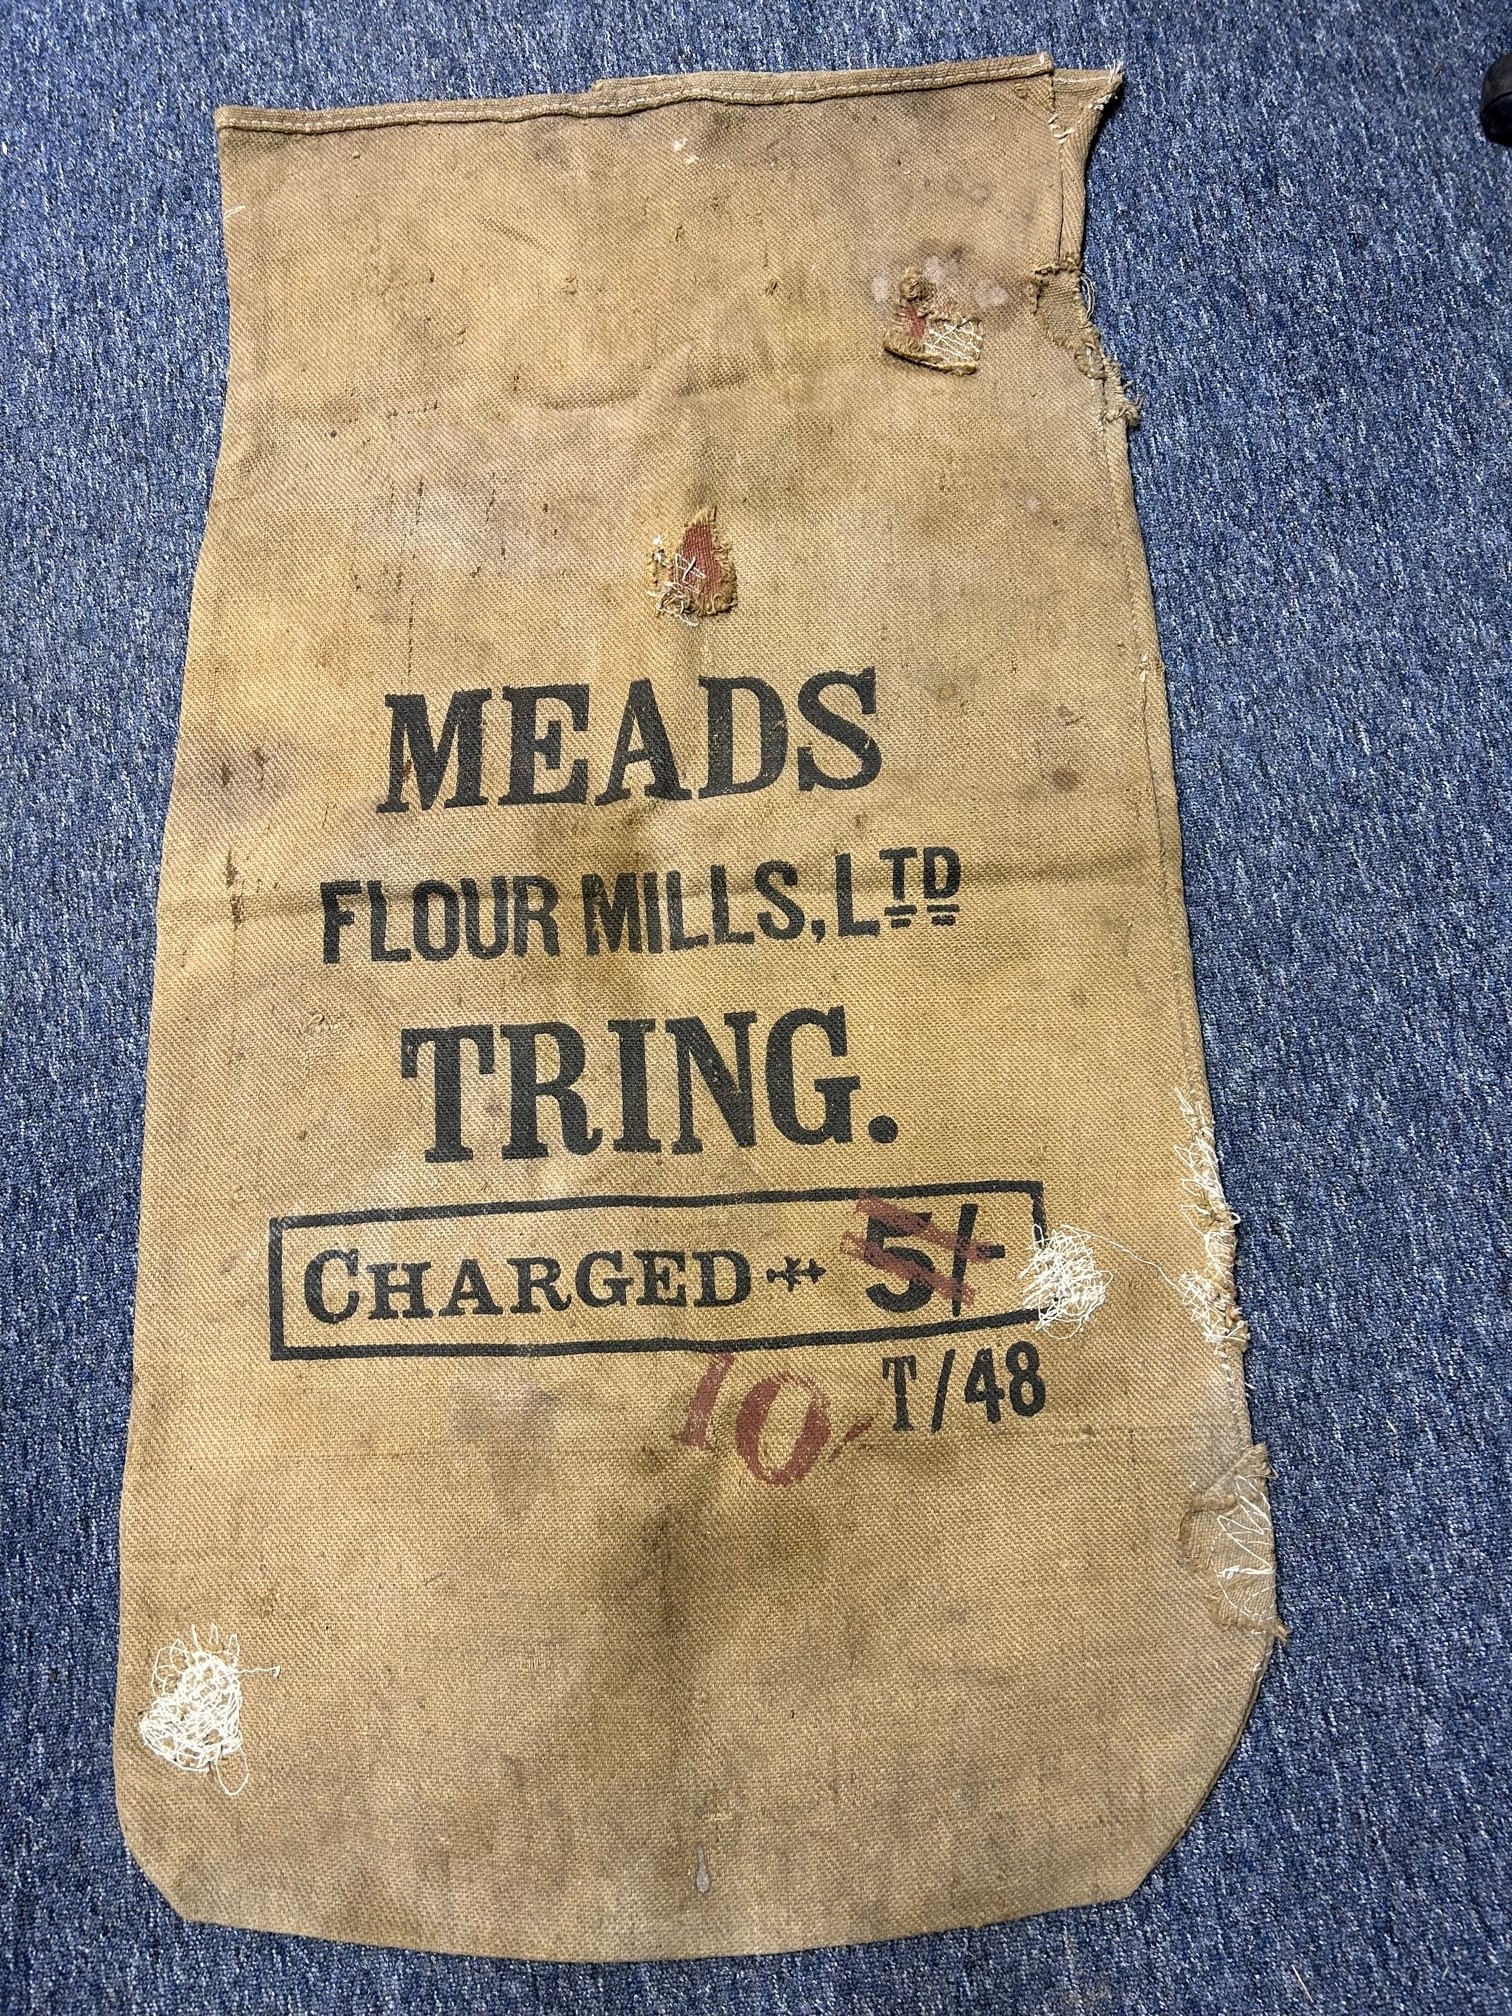 MEADS
FLOUR MILLS, LTD
TRING.
CHARGED 5/-
T/48
10/-